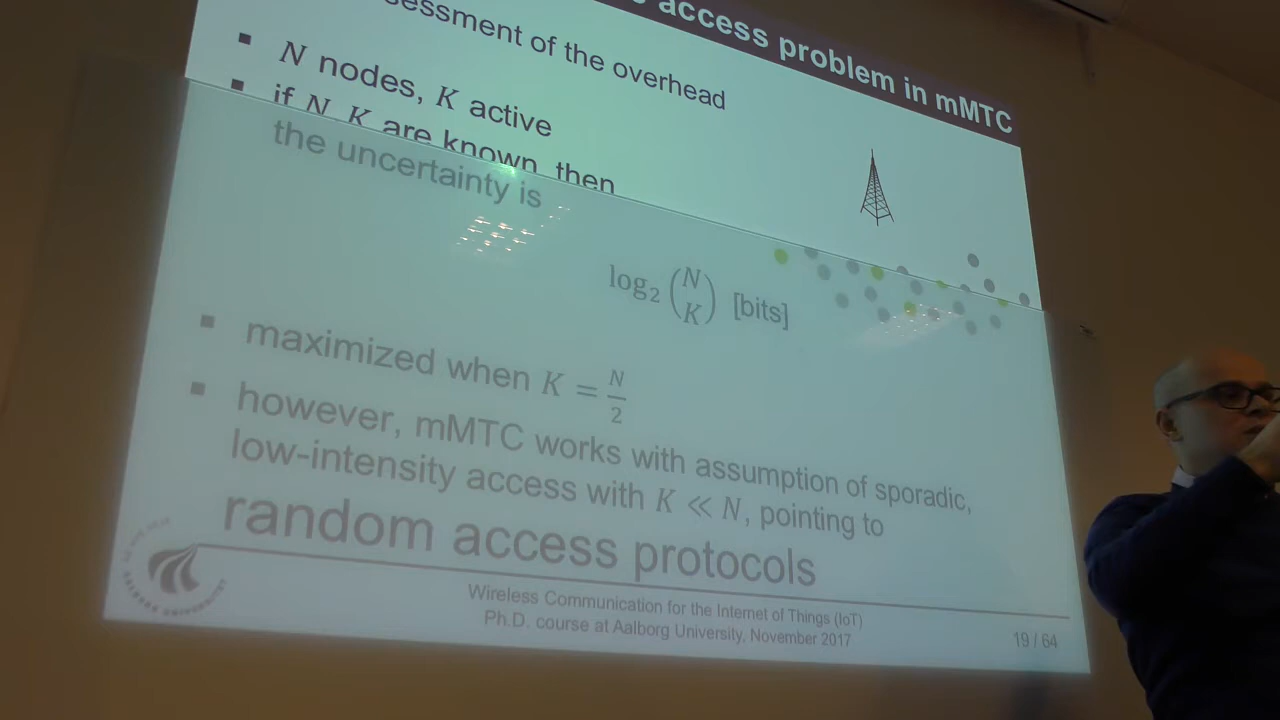 access problem in mMTC
of the overhead
N nodes, K active
if N, K are known, then
the uncertainty is
log₂ (N K) [bits]
maximized when K = N/2
however, mMTC works with assumption of sporadic,
low-intensity access with K ≪ N, pointing to
random access protocols
Wireless Communication for the Internet of Things (IoT)
Ph.D. course at Aalborg University, November 2017
19 / 64